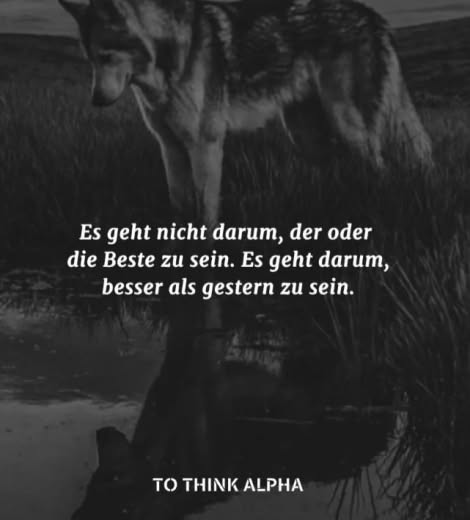 Es geht nicht darum, der oder
die Beste zu sein. Es geht darum,
besser als gestern zu sein.
TO THINK ALPHA